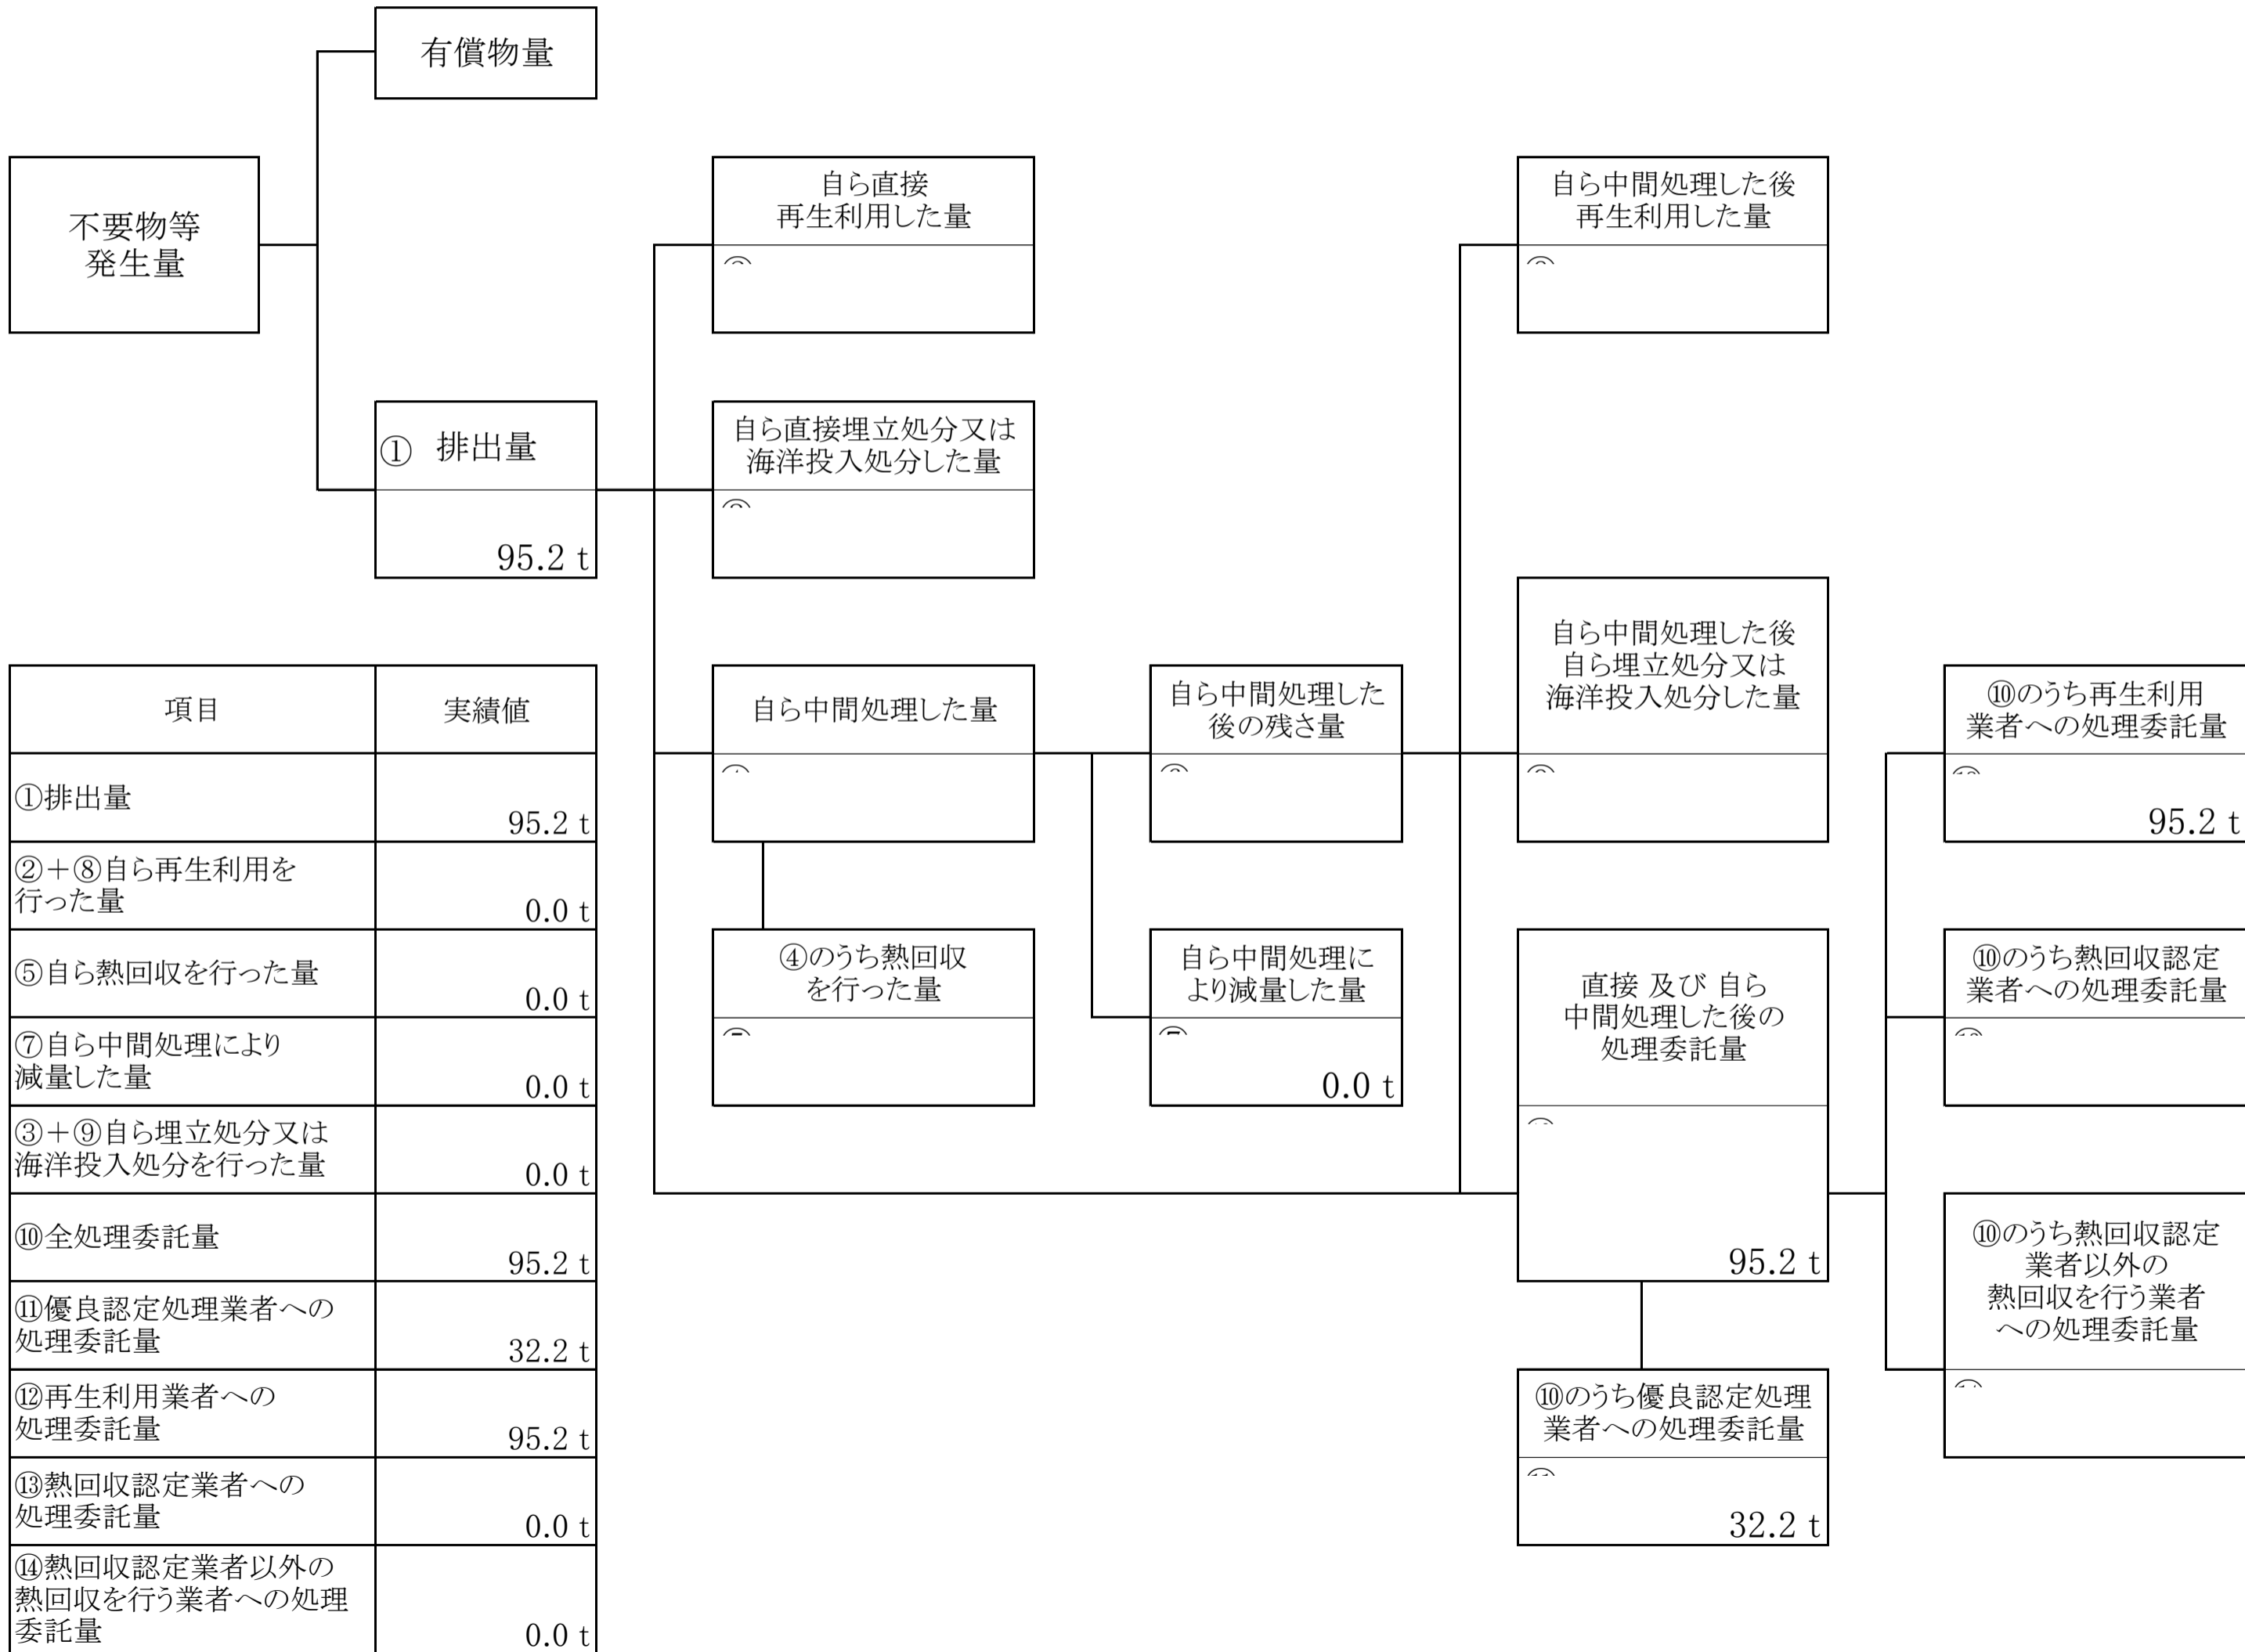 有償物量
不要物等
発生量
自ら直接
再生利用した量
自ら中間処理した後
再生利用した量
① 排出量
95.2 t
自ら直接埋立処分又は
海洋投入処分した量
自ら中間処理した量
自ら中間処理した
後の残さ量
自ら中間処理した後
自ら埋立処分又は
海洋投入処分した量
⑩のうち再生利用
業者への処理委託量
95.2 t
④のうち熱回収
を行った量
自ら中間処理に
より減量した量
0.0 t
直接 及び 自ら
中間処理した後の
処理委託量
95.2 t
⑩のうち熱回収認定
業者への処理委託量
⑩のうち熱回収認定
業者以外の
熱回収を行う業者
への処理委託量
⑩のうち優良認定処理
業者への処理委託量
32.2 t
項目 実績値
①排出量
95.2 t
②+⑧自ら再生利用を
行った量
0.0 t
⑤自ら熱回収を行った量
0.0 t
⑦自ら中間処理により
減量した量
0.0 t
③+⑨自ら埋立処分又は
海洋投入処分を行った量
0.0 t
⑩全処理委託量
95.2 t
⑪優良認定処理業者への
処理委託量
32.2 t
⑫再生利用業者への
処理委託量
95.2 t
⑬熱回収認定業者への
処理委託量
0.0 t
⑭熱回収認定業者以外の
熱回収を行う業者への処理
委託量
0.0 t